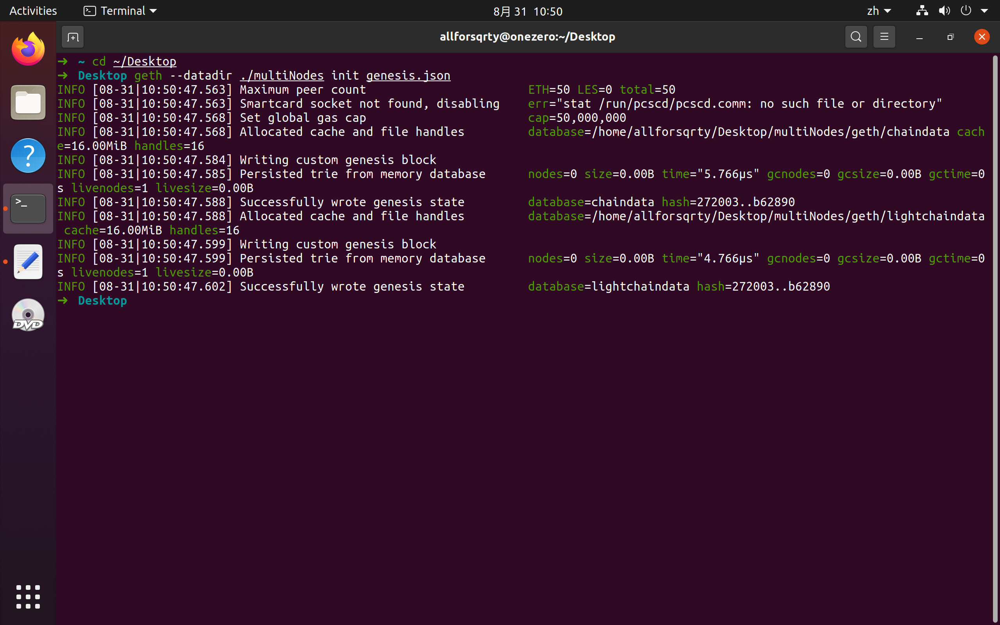 Activities
Terminal
8月 31 10:50
zh
allforsqrty@onezero:~/Desktop
➜ ~ cd ~/Desktop
➜ Desktop geth --datadir ./multiNodes init genesis.json
INFO [08-31|10:50:47.563] Maximum peer count ETH=50 LES=0 total=50
INFO [08-31|10:50:47.563] Smartcard socket not found, disabling err="stat /run/pcscd/pcscd.comm: no such file or directory"
INFO [08-31|10:50:47.568] Set global gas cap cap=50,000,000
INFO [08-31|10:50:47.568] Allocated cache and file handles database=/home/allforsqrty/Desktop/multiNodes/geth/chaindata cach
e=16.00MiB handles=16
INFO [08-31|10:50:47.584] Writing custom genesis block
INFO [08-31|10:50:47.585] Persisted trie from memory database nodes=0 size=0.00B time="5.766µs" gcnodes=0 gcsize=0.00B gctime=0
s livenodes=1 livesize=0.00B
INFO [08-31|10:50:47.588] Successfully wrote genesis state database=chaindata hash=272003..b62890
INFO [08-31|10:50:47.588] Allocated cache and file handles database=/home/allforsqrty/Desktop/multiNodes/geth/lightchaindata
cache=16.00MiB handles=16
INFO [08-31|10:50:47.599] Writing custom genesis block
INFO [08-31|10:50:47.599] Persisted trie from memory database nodes=0 size=0.00B time="4.766µs" gcnodes=0 gcsize=0.00B gctime=0
s livenodes=1 livesize=0.00B
INFO [08-31|10:50:47.602] Successfully wrote genesis state database=lightchaindata hash=272003..b62890
➜ Desktop
>_
DVD